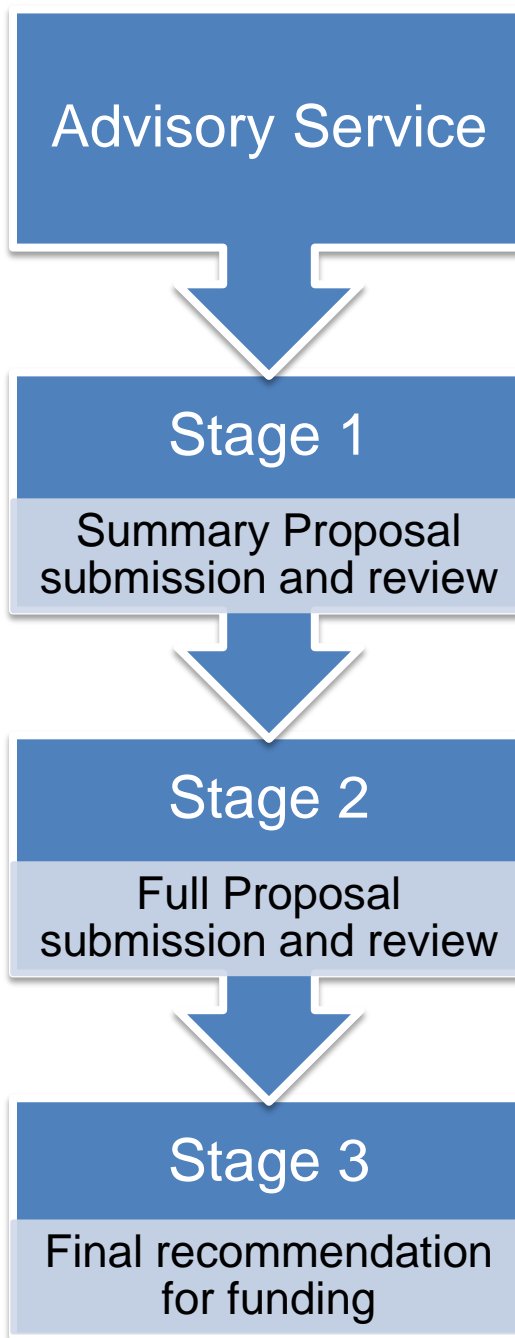 Advisory Service
Stage 1
Summary Proposal
submission and review
Stage 2
Full Proposal
submission and review
Stage 3
Final recommendation
for funding